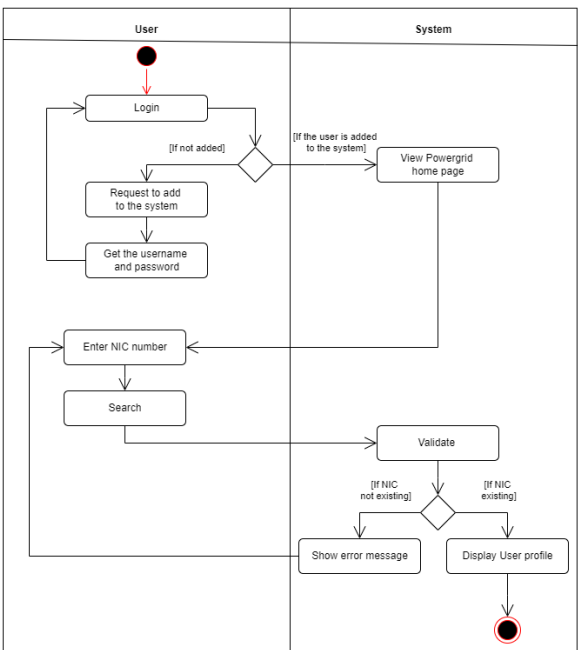 User
System
Login
[If not added]
[If the user is added
to the system]
View Powergrid
home page
Request to add
to the system
Get the username
and password
Enter NIC number
Search
Validate
[If NIC
not existing]
[If NIC
existing]
Show error message
Display User profile